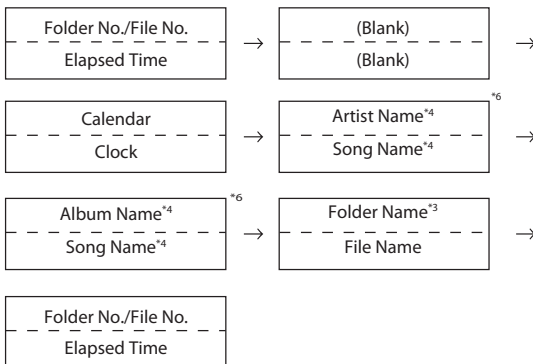 Folder No./File No.
Elapsed Time
(Blank)
(Blank)
Calendar
Clock
Artist Name*4
Song Name*4
*6
Album Name*4
Song Name*4
*6
Folder Name*3
File Name
Folder No./File No.
Elapsed Time